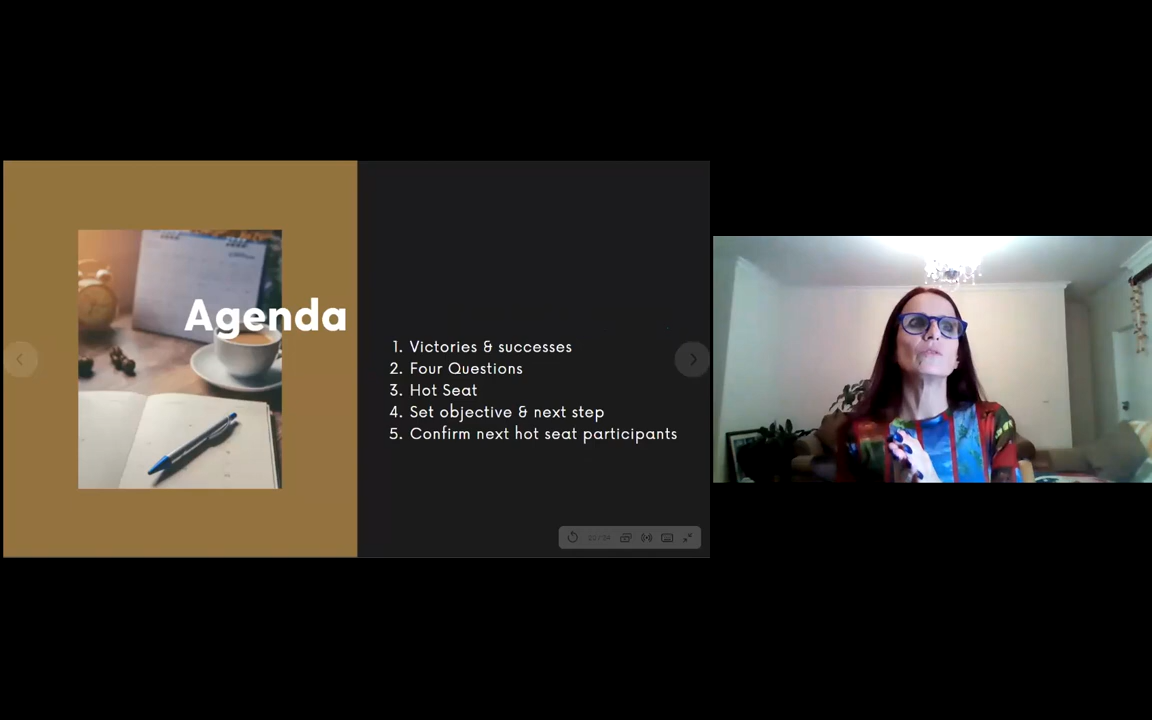 Agenda
1. Victories & successes
2. Four Questions
3. Hot Seat
4. Set objective & next step
5. Confirm next hot seat participants